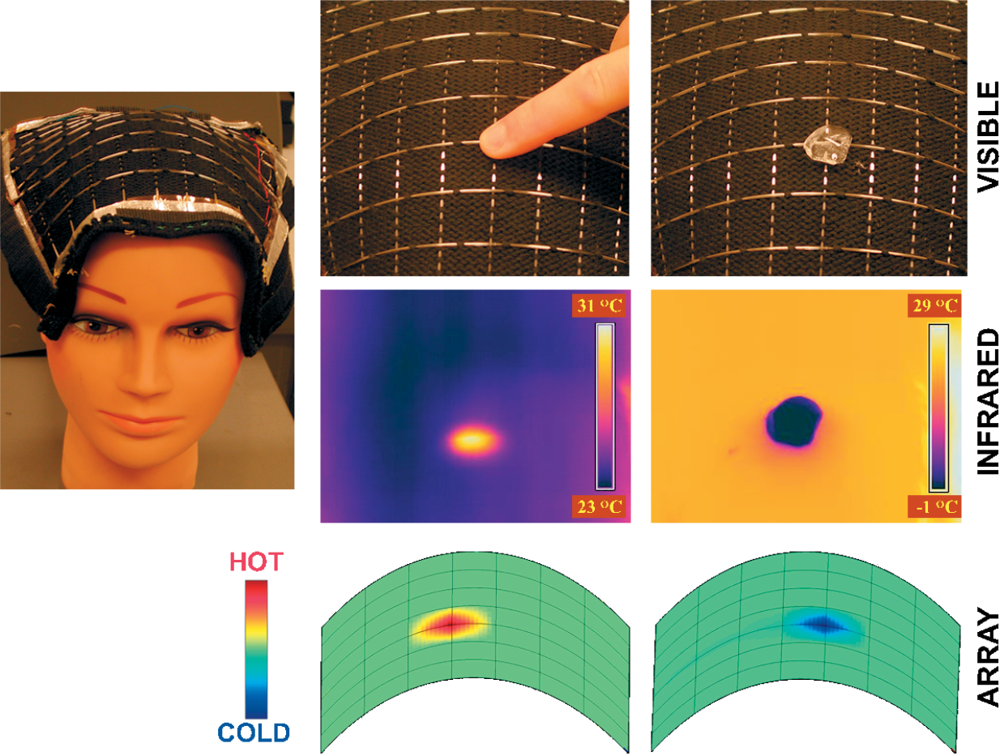 VISIBLE
31 °C
29 °C
23 °C
-1 °C
INFRARED
HOT
COLD
ARRAY